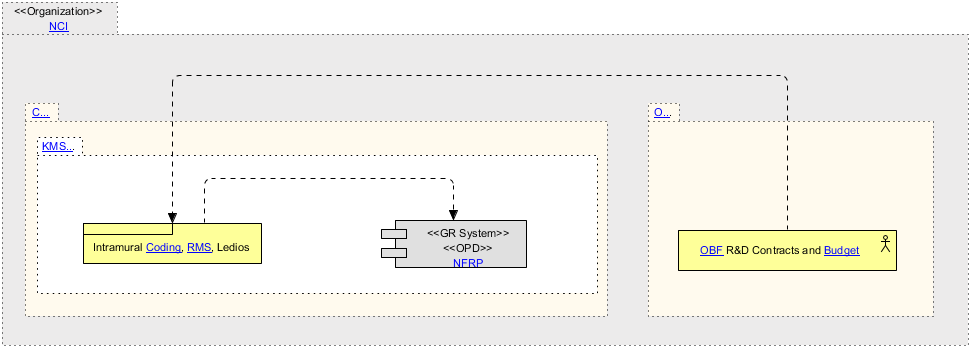 <<Organization>>
NCI
C...
O...
KMS...
Intramural Coding, RMS, Ledios
<<GR System>>
<<OPD>>
NFRP
OBF R&D Contracts and Budget